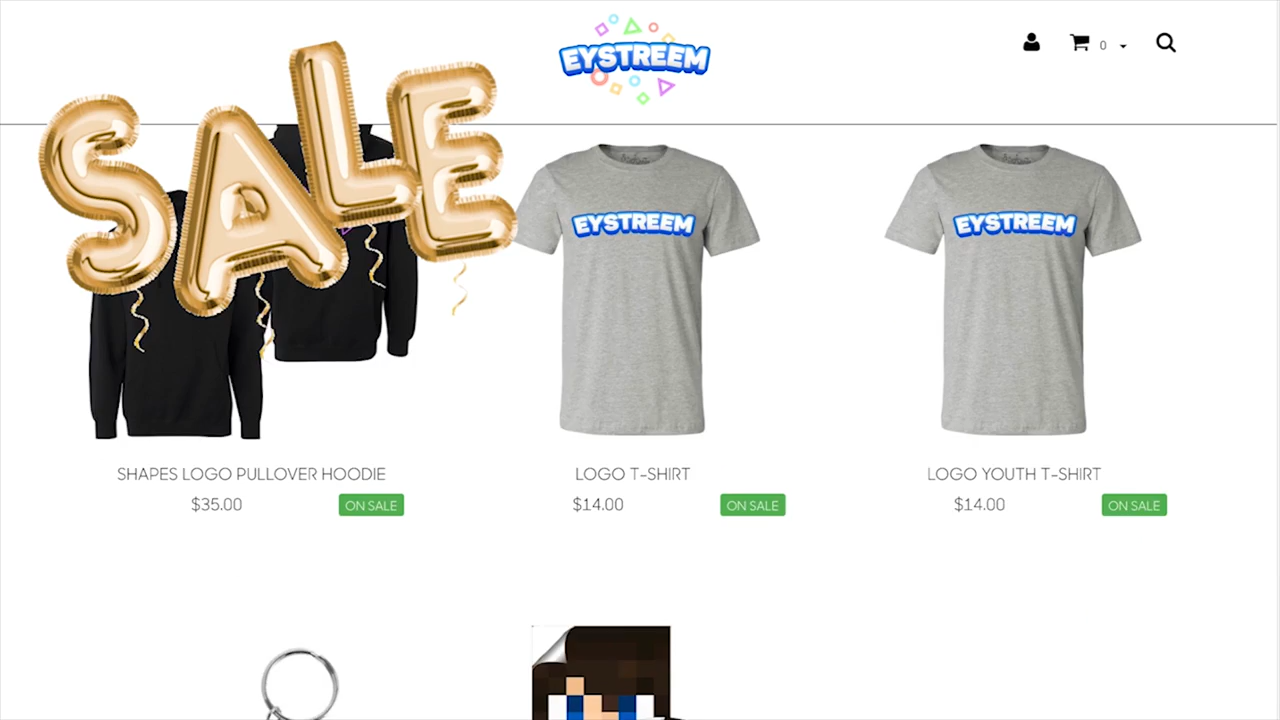 EYSTREEM
0
SALE
EYSTREEM
EYSTREEM
SHAPES LOGO PULLOVER HOODIE
LOGO T-SHIRT
LOGO YOUTH T-SHIRT
$35.00
ON SALE
$14.00
ON SALE
$14.00
ON SALE